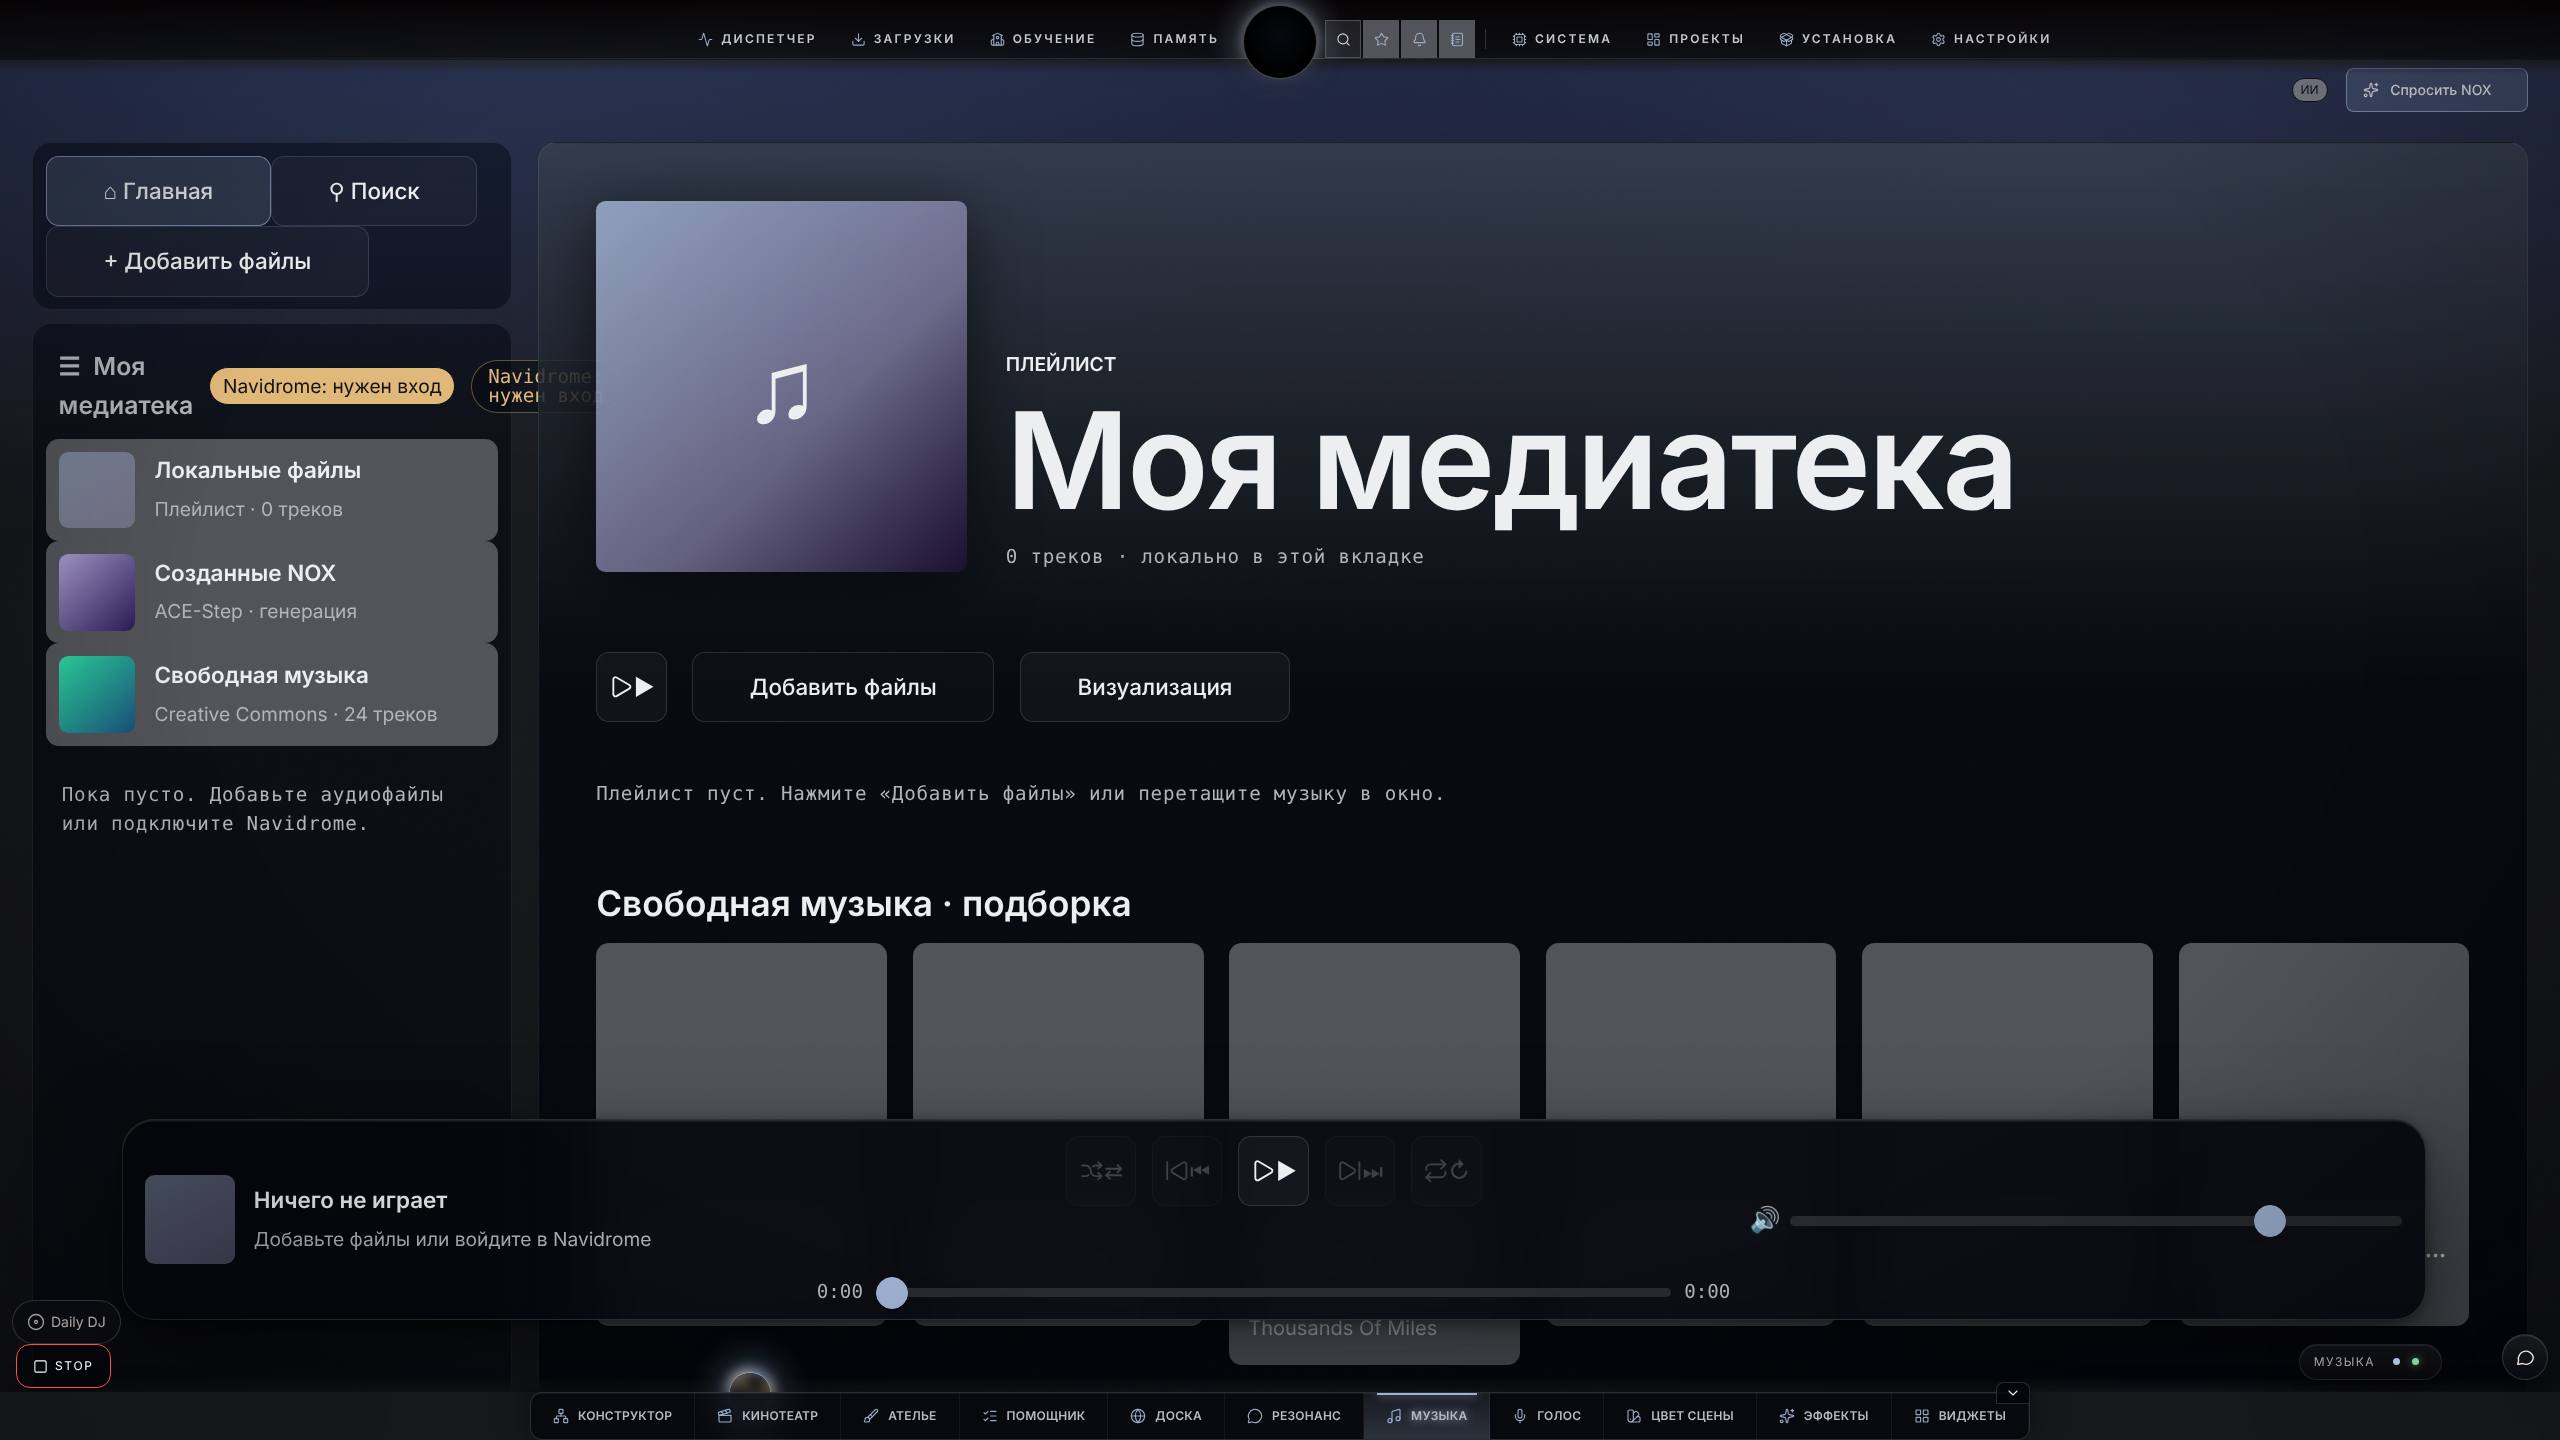 ДИСПЕТЧЕР
ЗАГРУЗКИ
ОБУЧЕНИЕ
ПАМЯТЬ
СИСТЕМА
ПРОЕКТЫ
УСТАНОВКА
НАСТРОЙКИ
ИИ
Спросить NOX
Главная
Поиск
+ Добавить файлы
Моя
медиатека
Navidrome: нужен вход
Navidrome:
нужен вход
Локальные файлы
Плейлист · 0 треков
Созданные NOX
ACE-Step · генерация
Свободная музыка
Creative Commons · 24 треков
Пока пусто. Добавьте аудиофайлы
или подключите Navidrome.
ПЛЕЙЛИСТ
Моя медиатека
0 треков · локально в этой вкладке
Добавить файлы
Визуализация
Плейлист пуст. Нажмите «Добавить файлы» или перетащите музыку в окно.
Свободная музыка · подборка
Ничего не играет
Добавьте файлы или войдите в Navidrome
0:00
0:00
...
Thousands Of Miles
Daily DJ
STOP
МУЗЫКА
КОНСТРУКТОР
КИНОТЕАТР
АТЕЛЬЕ
ПОМОЩНИК
ДОСКА
РЕЗОНАНС
МУЗЫКА
ГОЛОС
ЦВЕТ СЦЕНЫ
ЭФФЕКТЫ
ВИДЖЕТЫ